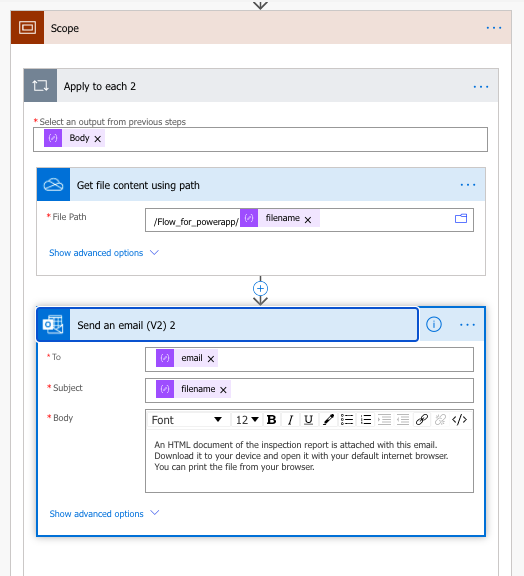 Scope
Apply to each 2
* Select an output from previous steps
Body ×
Get file content using path
* File Path /Flow_for_powerapp/ filename ×
Show advanced options
Send an email (V2) 2
* To email ×
* Subject filename ×
* Body
Font 12 B I U </>
An HTML document of the inspection report is attached with this email.
Download it to your device and open it with your default internet browser.
You can print the file from your browser.
Show advanced options